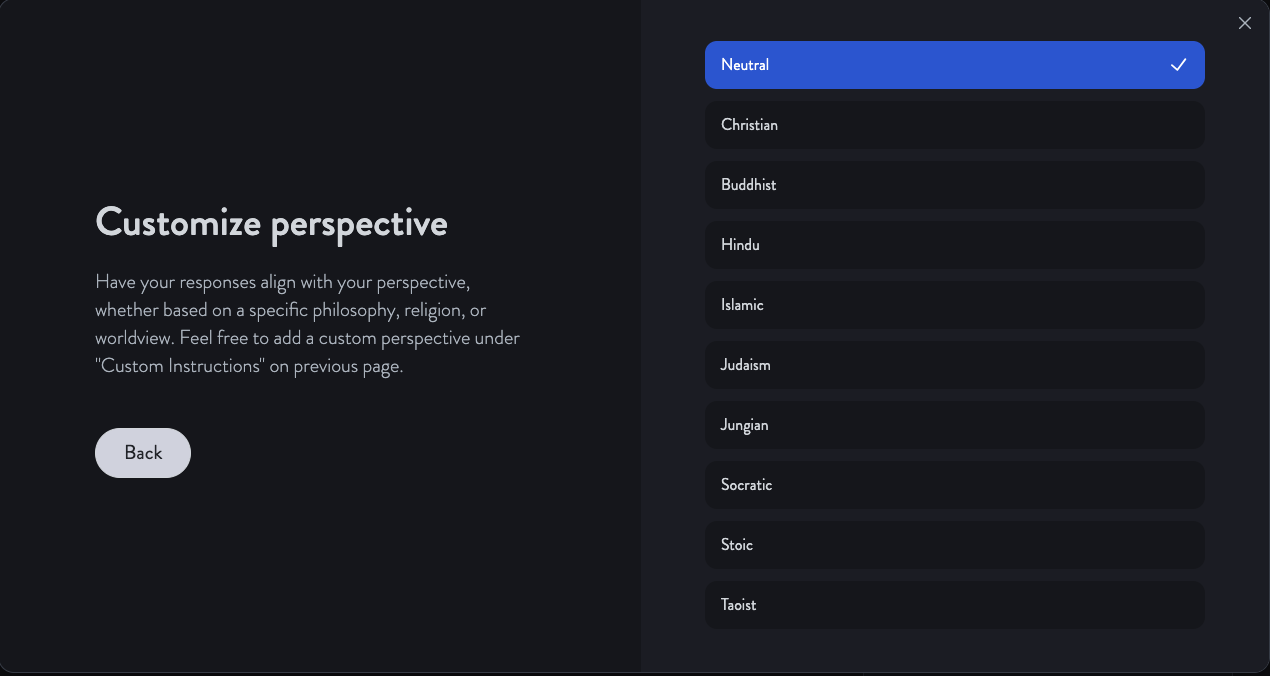 Customize perspective
Have your responses align with your perspective,
whether based on a specific philosophy, religion, or
worldview. Feel free to add a custom perspective under
"Custom Instructions" on previous page.
Back
Neutral
Christian
Buddhist
Hindu
Islamic
Judaism
Jungian
Socratic
Stoic
Taoist